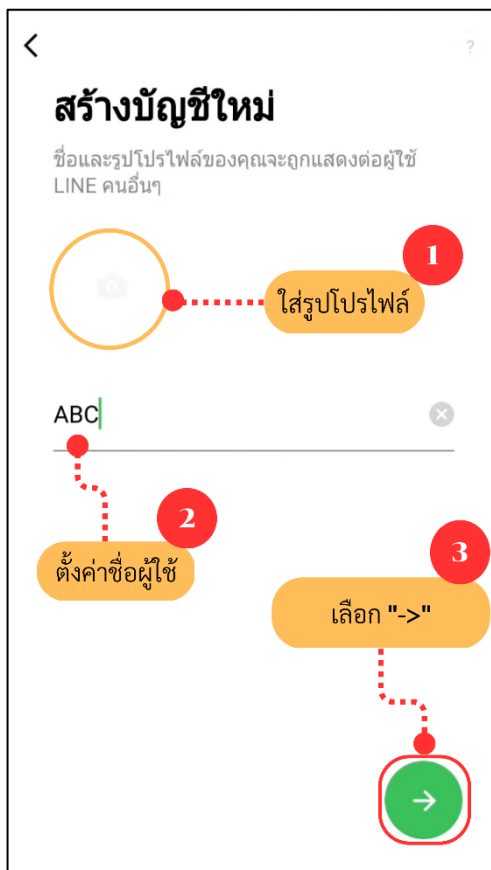 ?
สร้างบัญชีใหม่
ชื่อและรูปโปรไฟล์ของคุณจะถูกแสดงต่อผู้ใช้
LINE คนอื่นๆ
1
ใส่รูปโปรไฟล์
ABC
2
ตั้งค่าชื่อผู้ใช้
3
เลือก "->"